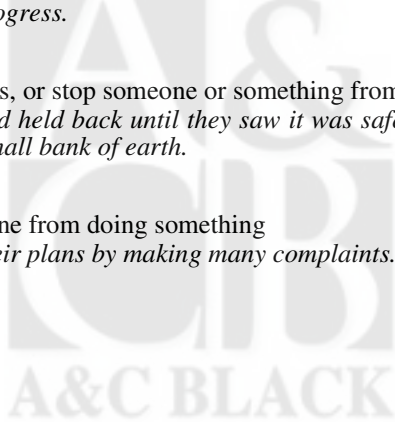 ogress.
s, or stop someone or something from
d held back until they saw it was safe
nall bank of earth.
ne from doing something
eir plans by making many complaints.
A&
CB
A&C BLACK